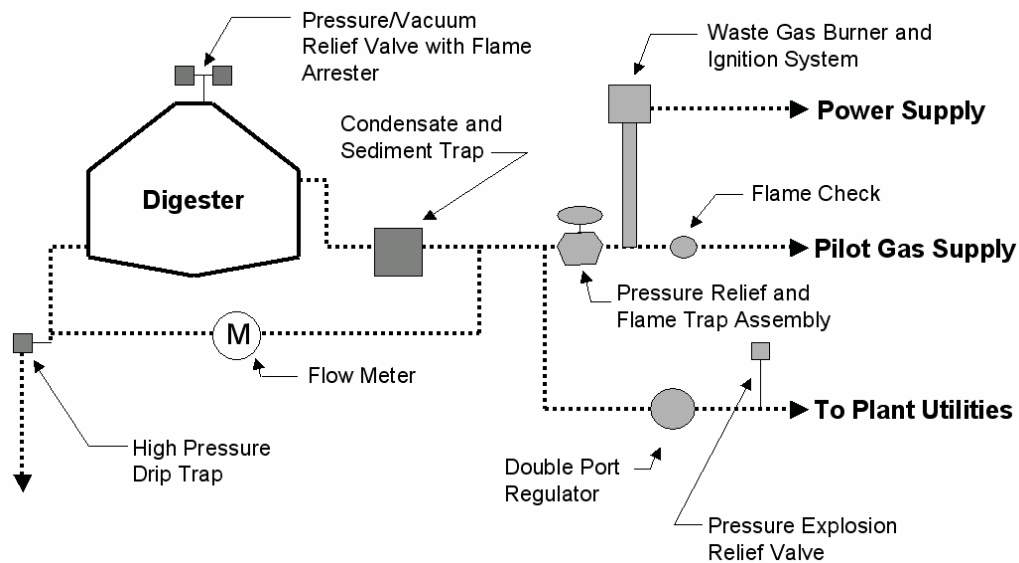 Pressure/Vacuum
Relief Valve with Flame
Arrester
Waste Gas Burner and
Ignition System
Power Supply
Condensate and
Sediment Trap
Digester
Flame Check
Pilot Gas Supply
Pressure Relief and
Flame Trap Assembly
M
Flow Meter
To Plant Utilities
High Pressure
Drip Trap
Double Port
Regulator
Pressure Explosion
Relief Valve